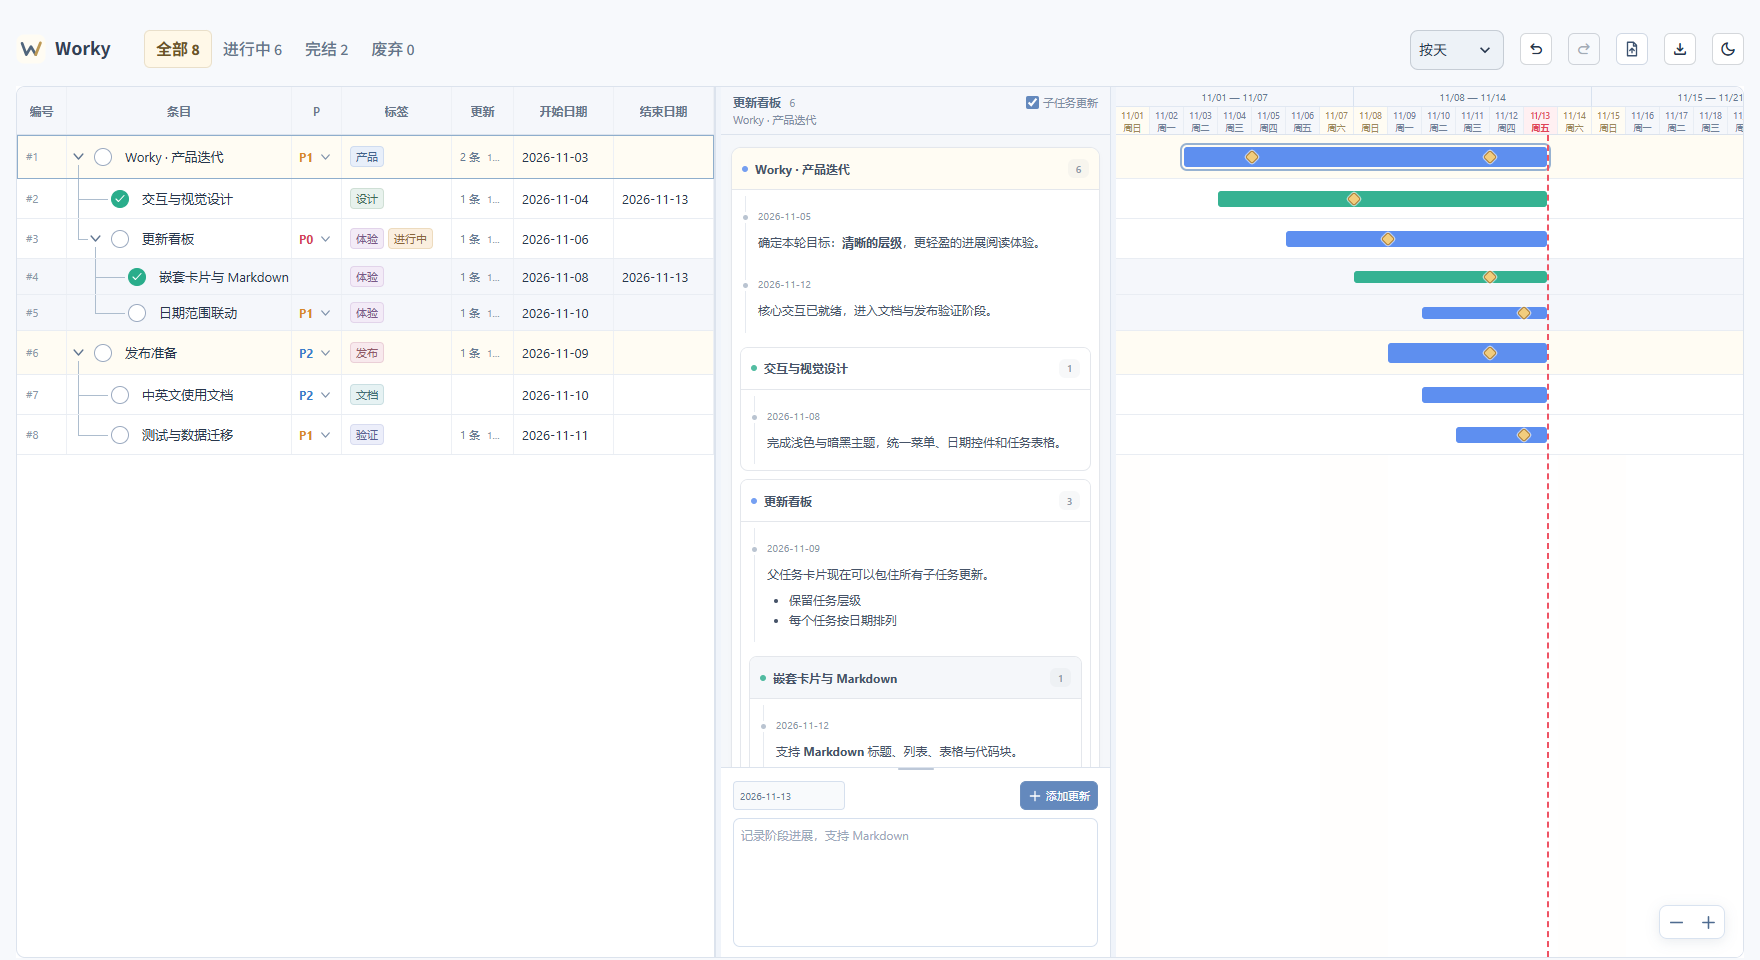 Worky
全部 8
进行中 6
完结 2
废弃 0
按天
编号 条目 P 标签 更新 开始日期 结束日期
#1 Worky · 产品迭代 P1 产品 2 条 1... 2026-11-03
#2 交互与视觉设计 设计 1 条 1... 2026-11-04 2026-11-13
#3 更新看板 P0 体验 进行中 1 条 1... 2026-11-06
#4 嵌套卡片与 Markdown 体验 1 条 1... 2026-11-08 2026-11-13
#5 日期范围联动 P1 体验 1 条 1... 2026-11-10
#6 发布准备 P2 发布 1 条 1... 2026-11-09
#7 中英文使用文档 P2 文档 2026-11-10
#8 测试与数据迁移 P1 验证 1 条 1... 2026-11-11
更新看板 6
子任务更新
Worky · 产品迭代
Worky · 产品迭代 6
2026-11-05
确定本轮目标：清晰的层级，更轻盈的进展阅读体验。
2026-11-12
核心交互已就绪，进入文档与发布验证阶段。
交互与视觉设计 1
2026-11-08
完成浅色与暗黑主题，统一菜单、日期控件和任务表格。
更新看板 3
2026-11-09
父任务卡片现在可以包住所有子任务更新。
• 保留任务层级
• 每个任务按日期排列
嵌套卡片与 Markdown 1
2026-11-12
支持 Markdown 标题、列表、表格与代码块。
2026-11-13
添加更新
记录阶段进展，支持 Markdown
11/01 — 11/07 11/08 — 11/14 11/15 — 11/21
11/01 11/02 11/03 11/04 11/05 11/06 11/07 11/08 11/09 11/10 11/11 11/12 11/13 11/14 11/15 11/16 11/17 11/18 11
周日 周一 周二 周三 周四 周五 周六 周日 周一 周二 周三 周四 周五 周六 周日 周一 周二 周三